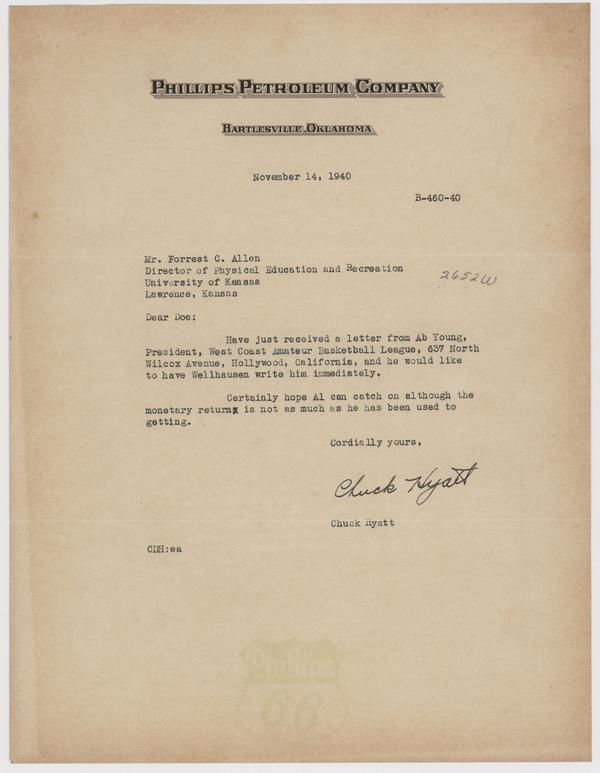 PHILLIPS PETROLEUM COMPANY
BARTLESVILLE, OKLAHOMA
November 14, 1940
B-460-40
Mr. Forrest C. Allen
Director of Physical Education and Recreation
University of Kansas
Lawrence, Kansas
2652W
Dear Doc:
Have just received a letter from Ab Young,
President, West Coast Amateur Basketball League, 637 North
Wilcox Avenue, Hollywood, California, and he would like
to have Wellhausen write him immediately.
Certainly hope Al can catch on although the
monetary return is not as much as he has been used to
getting.
Cordially yours,
Chuck Hyatt
Chuck Hyatt
CDH:ea
Phillips
66